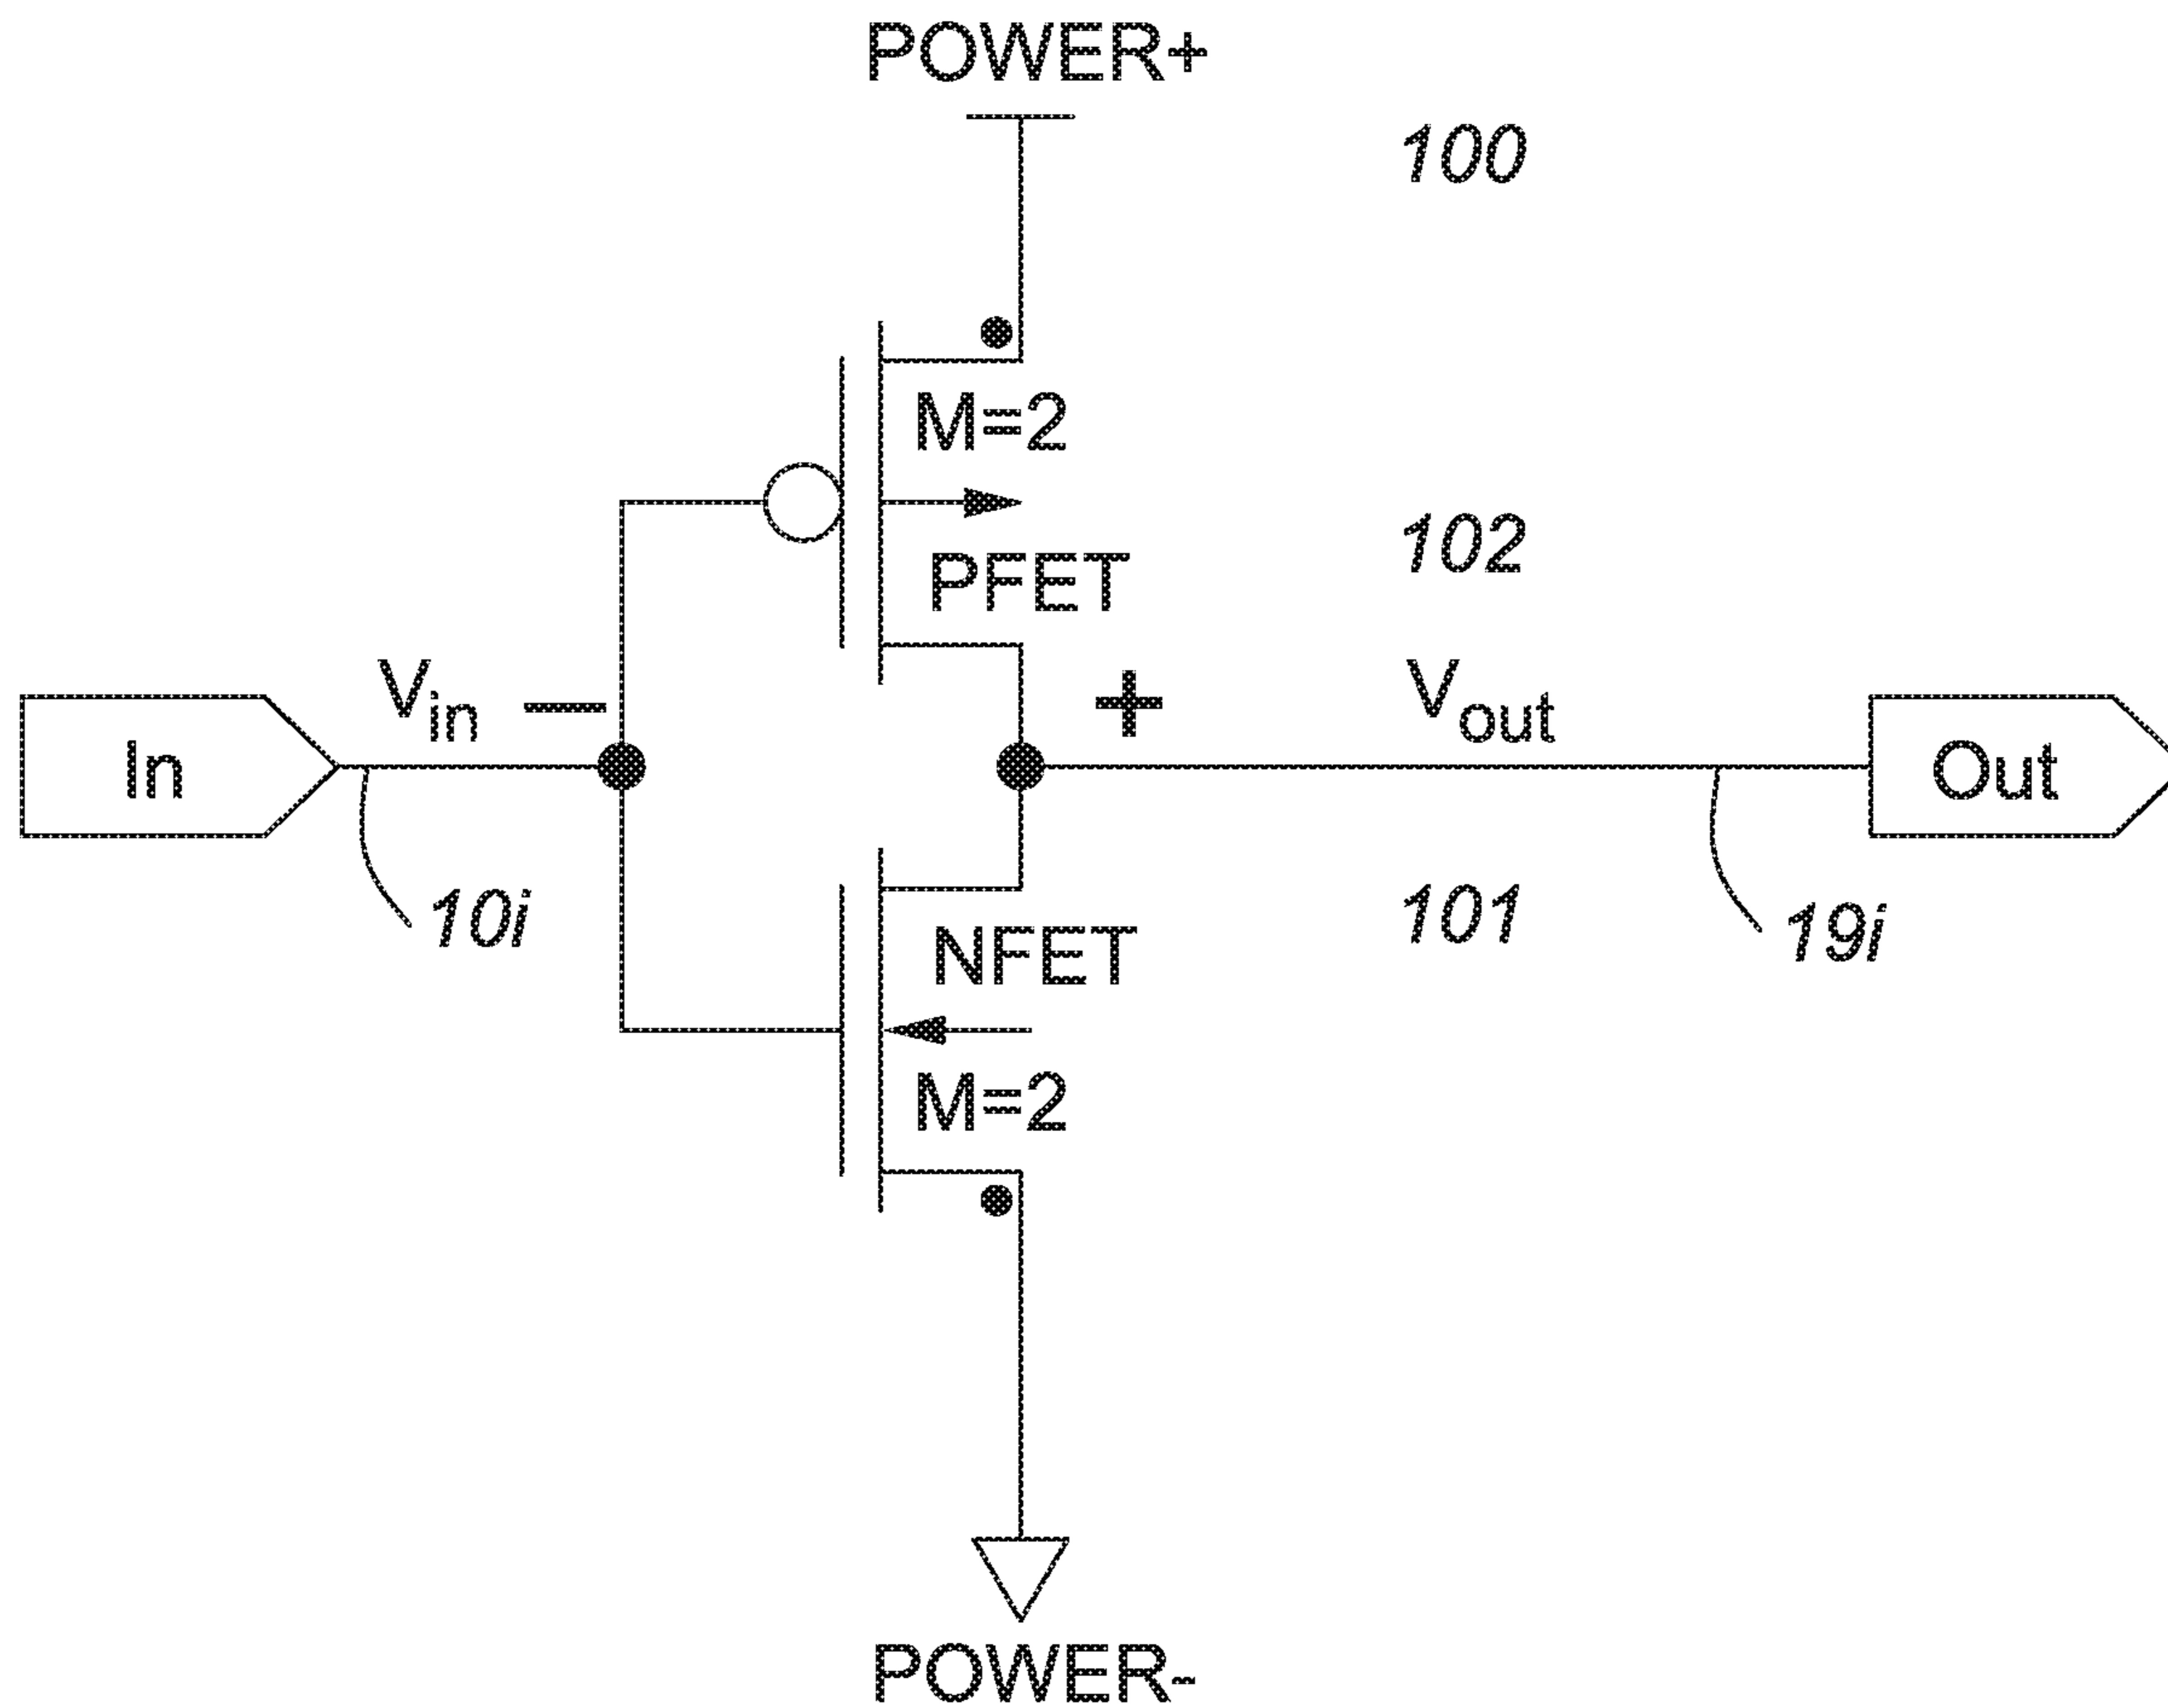 POWER+
100
M=2
102
PFET
Vin −
+
Vout
In
Out
10i
101
19i
NFET
M=2
POWER-